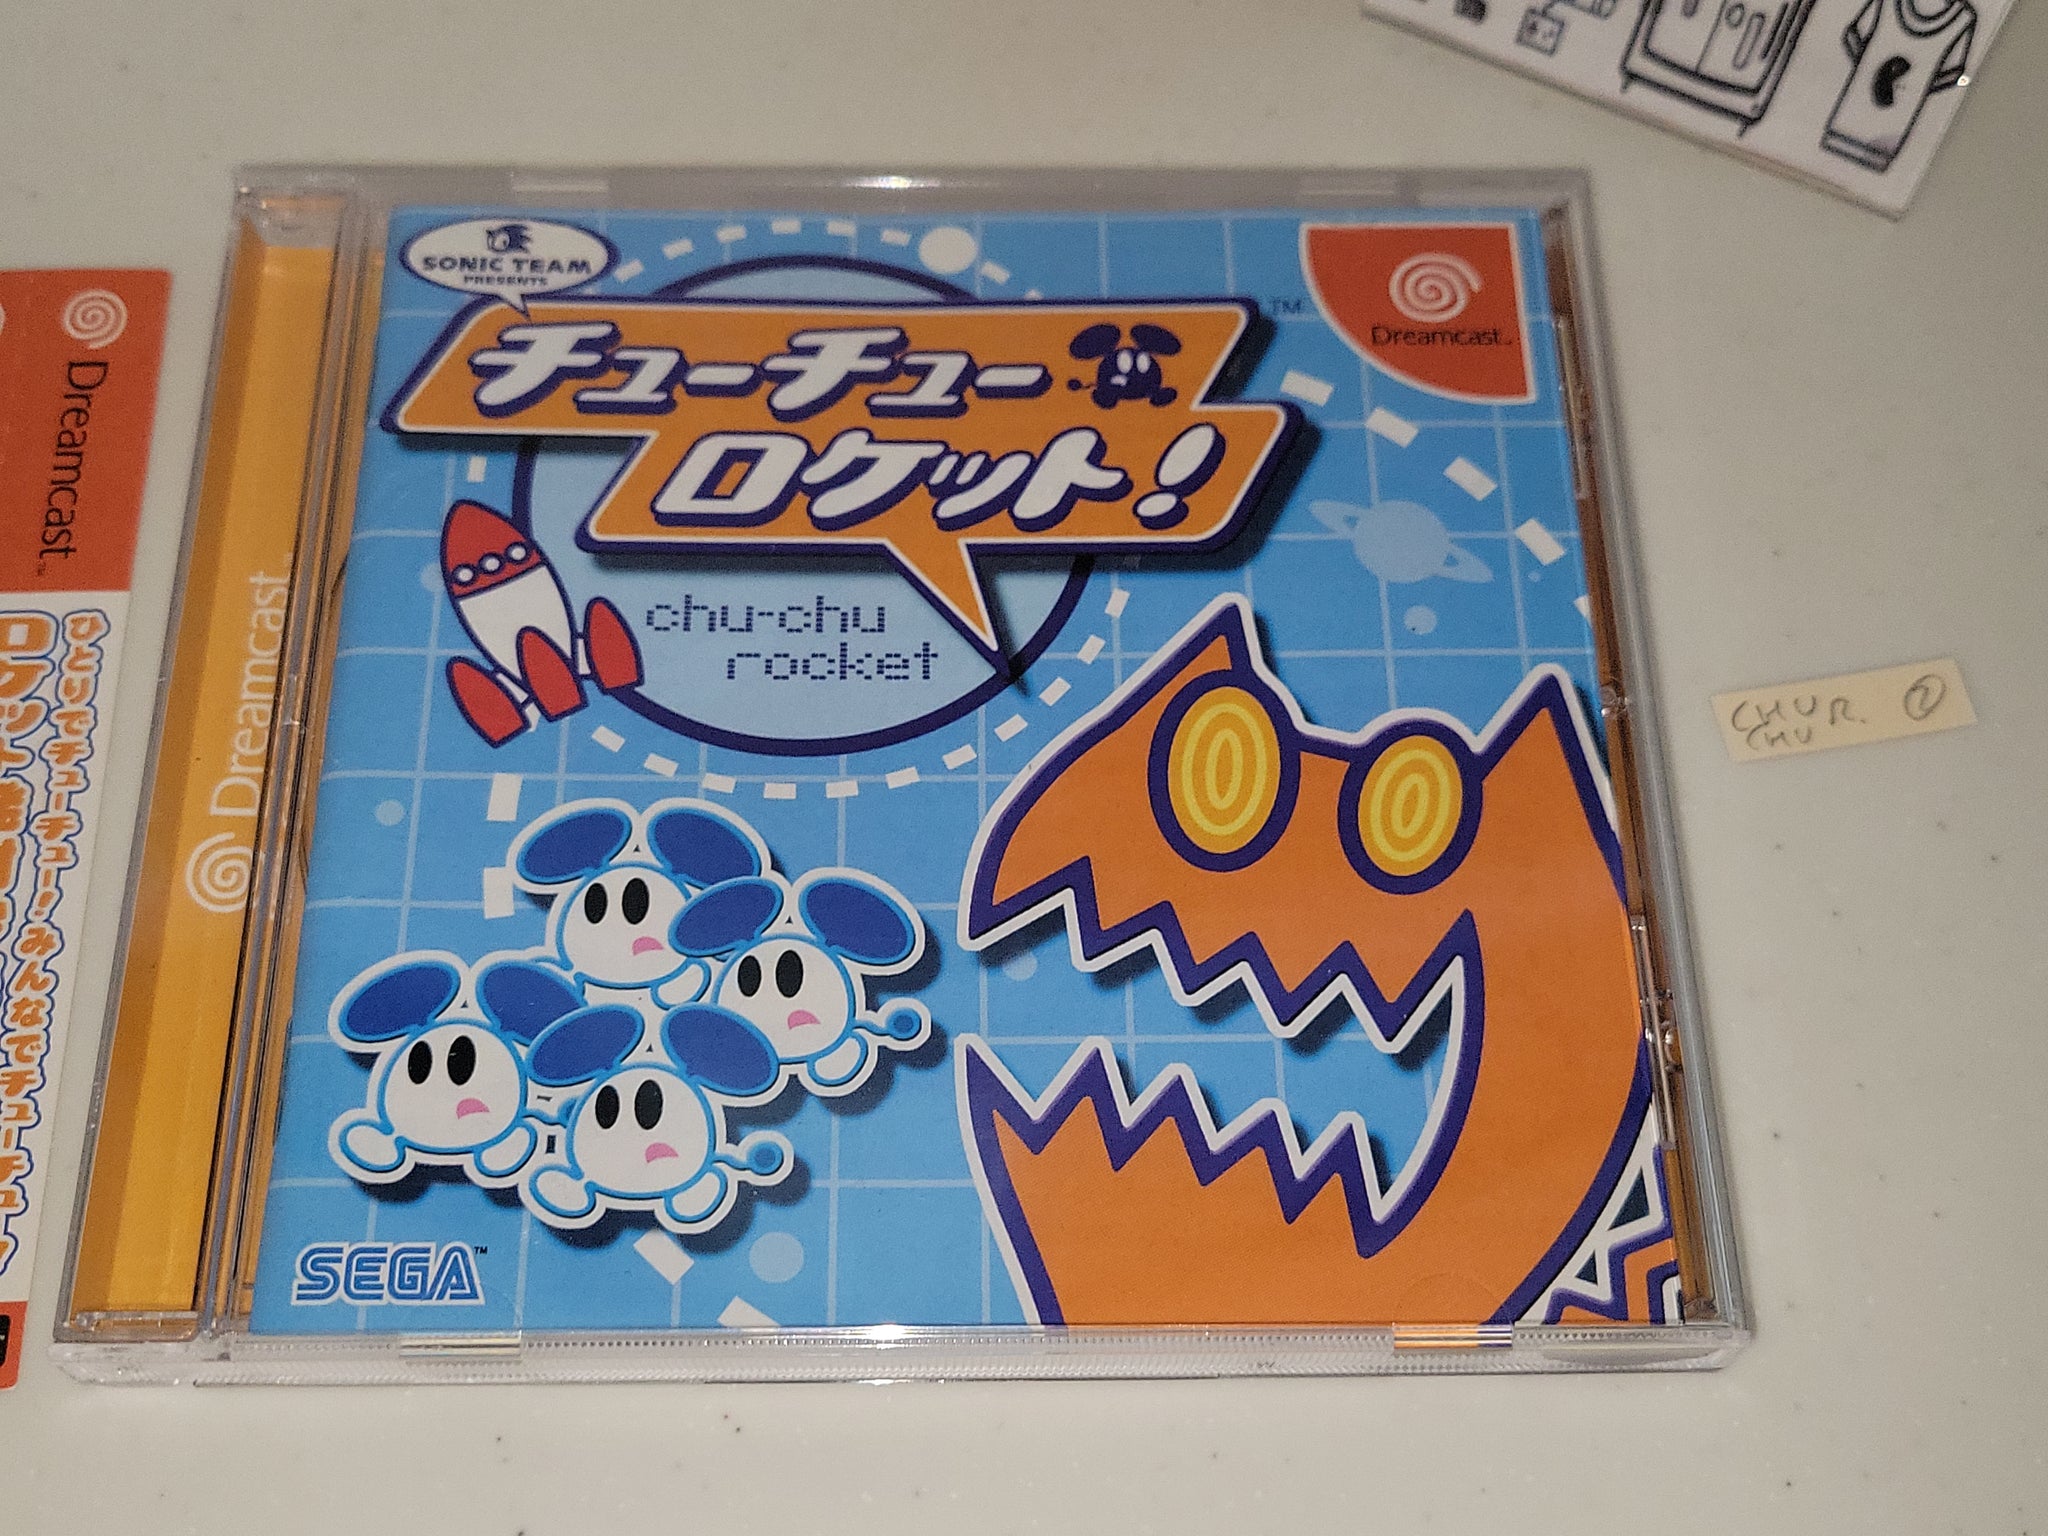 SONIC TEAM
PRESENTS
チューチュー
ロケット!
TM
chu-chu
rocket
Dreamcast
SEGA™
Dreamcast
Dreamcast
ひとりでチューチュー!みんなでチューチュー
ロケット
CHU R. 2
CHU